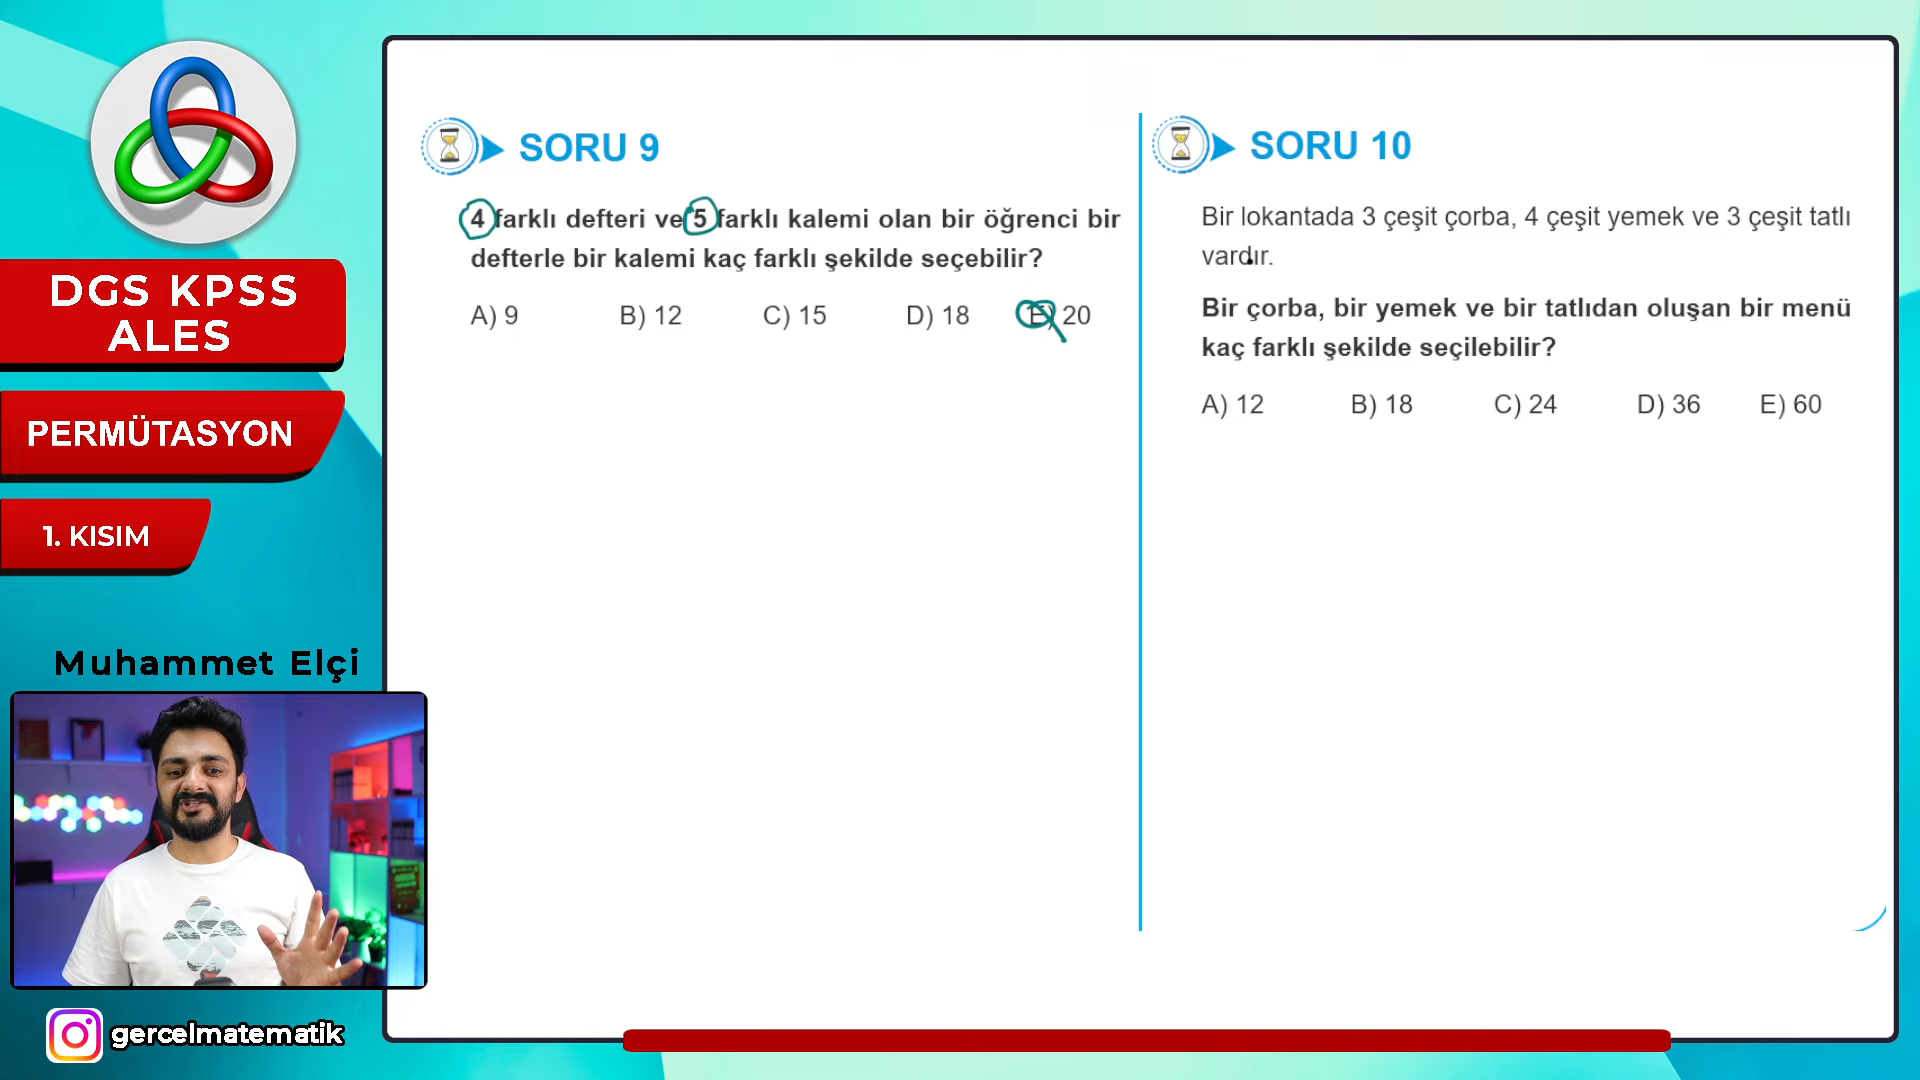 DGS KPSS
ALES
PERMÜTASYON
1. KISIM
Muhammet Elçi
gercelmatematik
SORU 9
4 farklı defteri ve 5 farklı kalemi olan bir öğrenci bir
defterle bir kalemi kaç farklı şekilde seçebilir?
A) 9 B) 12 C) 15 D) 18 E) 20
SORU 10
Bir lokantada 3 çeşit çorba, 4 çeşit yemek ve 3 çeşit tatlı
vardır.
Bir çorba, bir yemek ve bir tatlıdan oluşan bir menü
kaç farklı şekilde seçilebilir?
A) 12 B) 18 C) 24 D) 36 E) 60